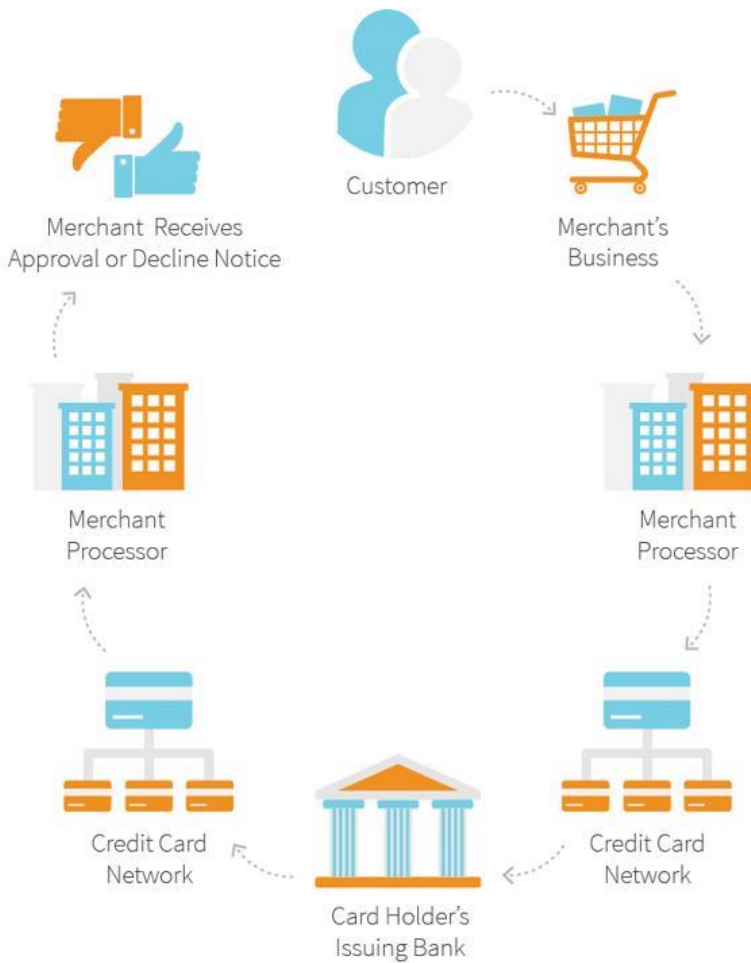 Customer
Merchant's
Business
Merchant
Processor
Credit Card
Network
Card Holder's
Issuing Bank
Credit Card
Network
Merchant
Processor
Merchant Receives
Approval or Decline Notice